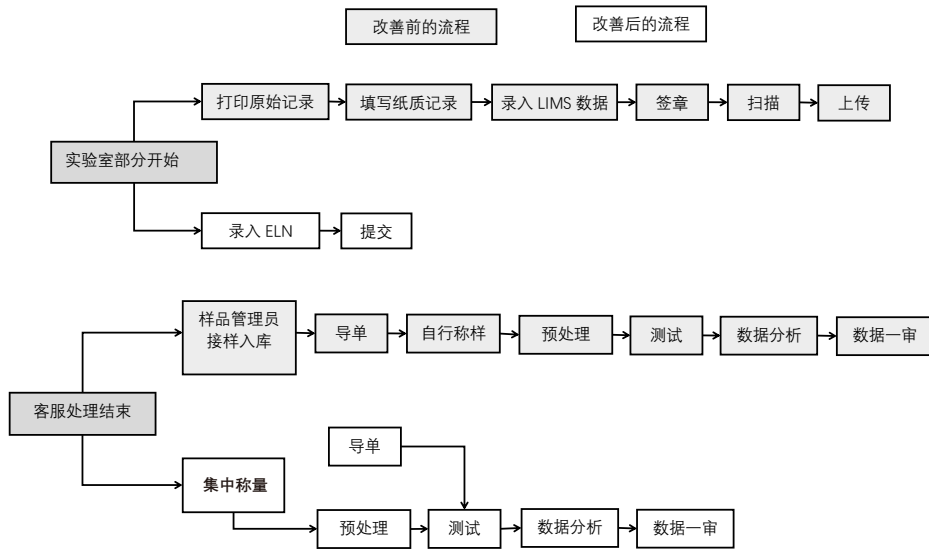 改善前的流程
改善后的流程
打印原始记录
填写纸质记录
录入 LIMS 数据
签章
扫描
上传
实验室部分开始
录入 ELN
提交
样品管理员
接样入库
导单
自行称样
预处理
测试
数据分析
数据一审
客服处理结束
导单
集中称量
预处理
测试
数据分析
数据一审